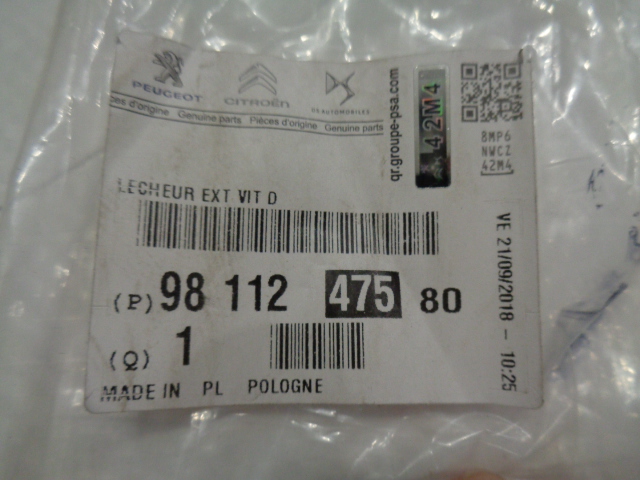 PEUGEOT CITROËN DS AUTOMOBILES
Pièces d'origine Genuine parts Pièces d'origine Genuine parts
qr.groupe-psa.com
42M4
8MP6
NWCZ
42M4
LECHEUR EXT VIT D
(P) 98 112 475 80
(Q) 1
MADE IN PL POLOGNE
VE 21/09/2018 - 10:25